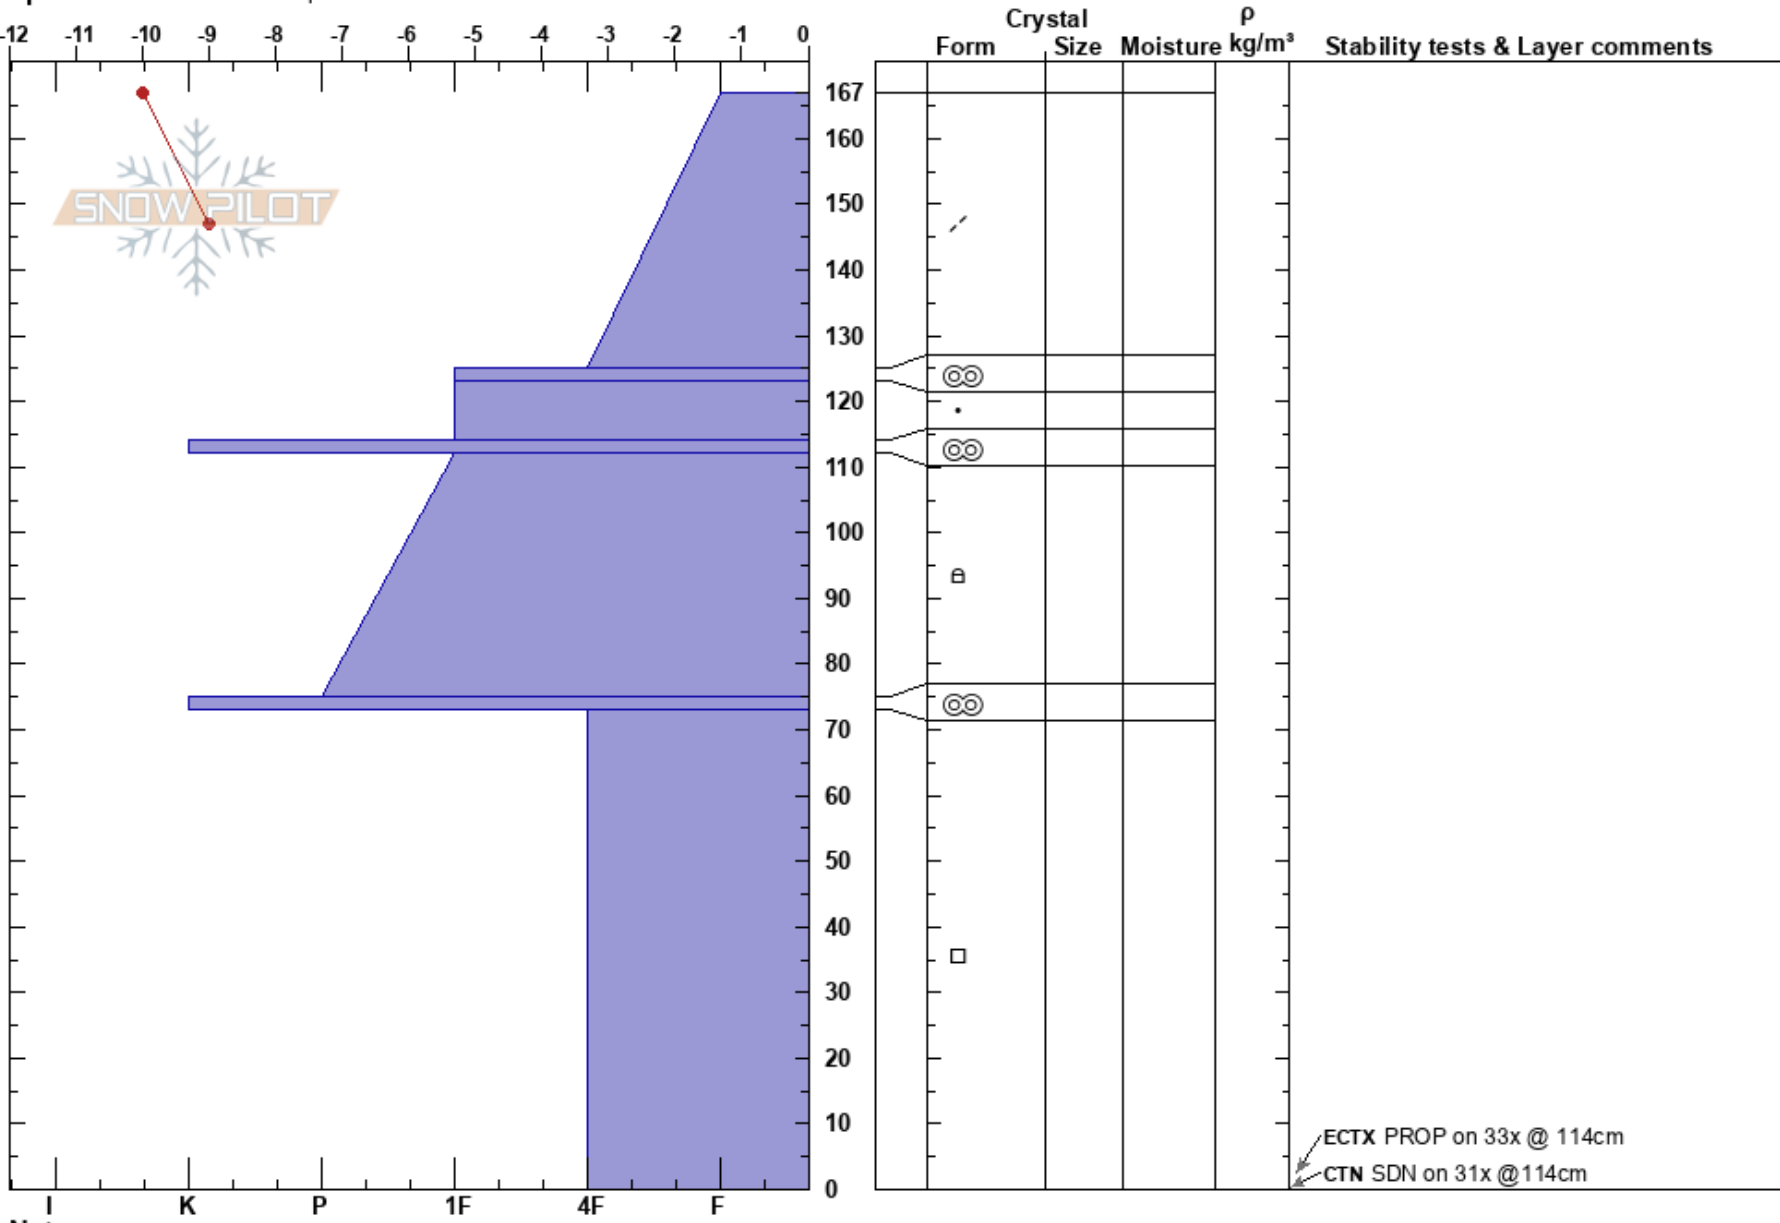 -12 -11 -10 -9 -8 -7 -6 -5 -4 -3 -2 -1 0
Crystal
Form Size Moisture ρ kg/m³ Stability tests & Layer comments
SNOW PILOT
167
160
150
140
130
120
110
100
90
80
70
60
50
40
30
20
10
0
ECTX PROP on 33x @ 114cm
CTN SDN on 31x @114cm
I K P 1F 4F F